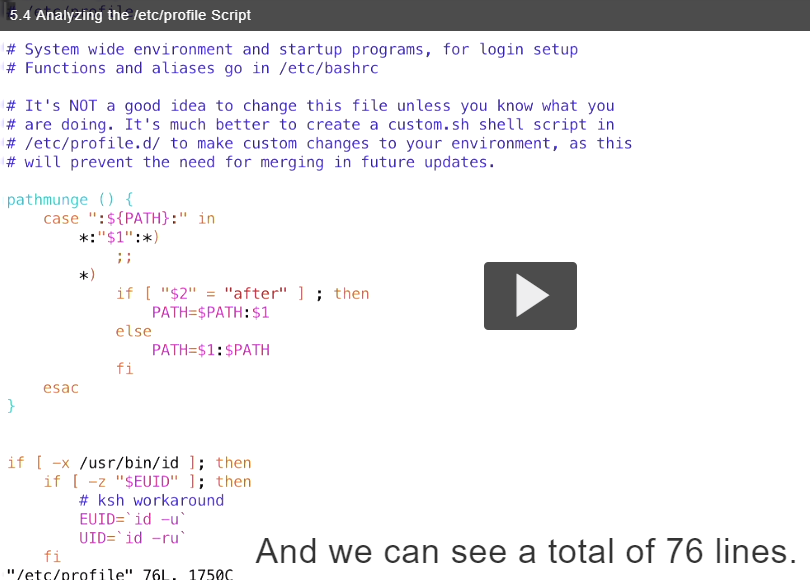 5.4 Analyzing the /etc/profile Script
# /etc/profile
# System wide environment and startup programs, for login setup
# Functions and aliases go in /etc/bashrc
# It's NOT a good idea to change this file unless you know what you
# are doing. It's much better to create a custom.sh shell script in
# /etc/profile.d/ to make custom changes to your environment, as this
# will prevent the need for merging in future updates.
pathmunge () {
    case ":${PATH}:" in
        *:"$1":*)
            ;;
        *)
            if [ "$2" = "after" ] ; then
                PATH=$PATH:$1
            else
                PATH=$1:$PATH
            fi
    esac
}
if [ -x /usr/bin/id ]; then
    if [ -z "$EUID" ]; then
        # ksh workaround
        EUID=`id -u`
        UID=`id -ru`
    fi
"/etc/profile" 76L, 1750C
And we can see a total of 76 lines.